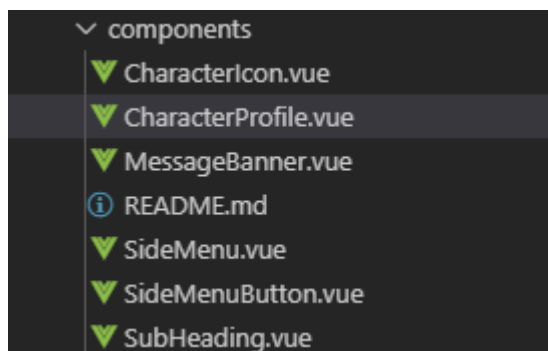 components
CharacterIcon.vue
CharacterProfile.vue
MessageBanner.vue
README.md
SideMenu.vue
SideMenuButton.vue
SubHeading.vue